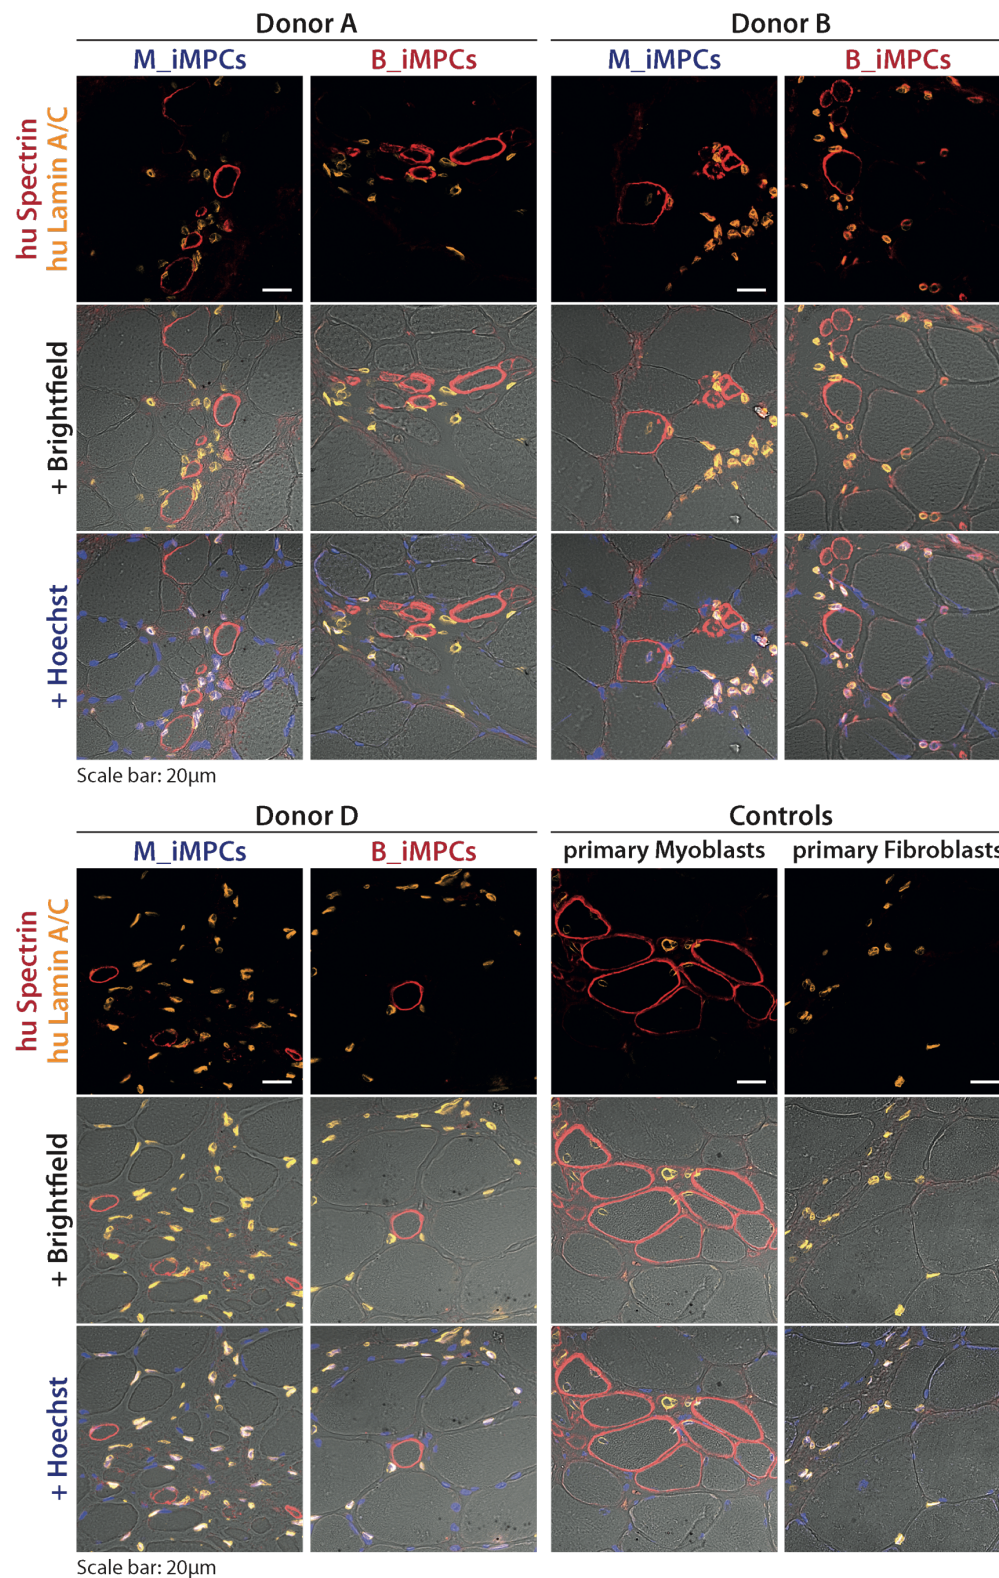 Donor A
Donor B
M_iMPCs
B_iMPCs
M_iMPCs
B_iMPCs
hu Spectrin
hu Lamin A/C
+ Brightfield
+ Hoechst
Scale bar: 20µm
Donor D
Controls
M_iMPCs
B_iMPCs
primary Myoblasts
primary Fibroblasts
hu Spectrin
hu Lamin A/C
+ Brightfield
+ Hoechst
Scale bar: 20µm